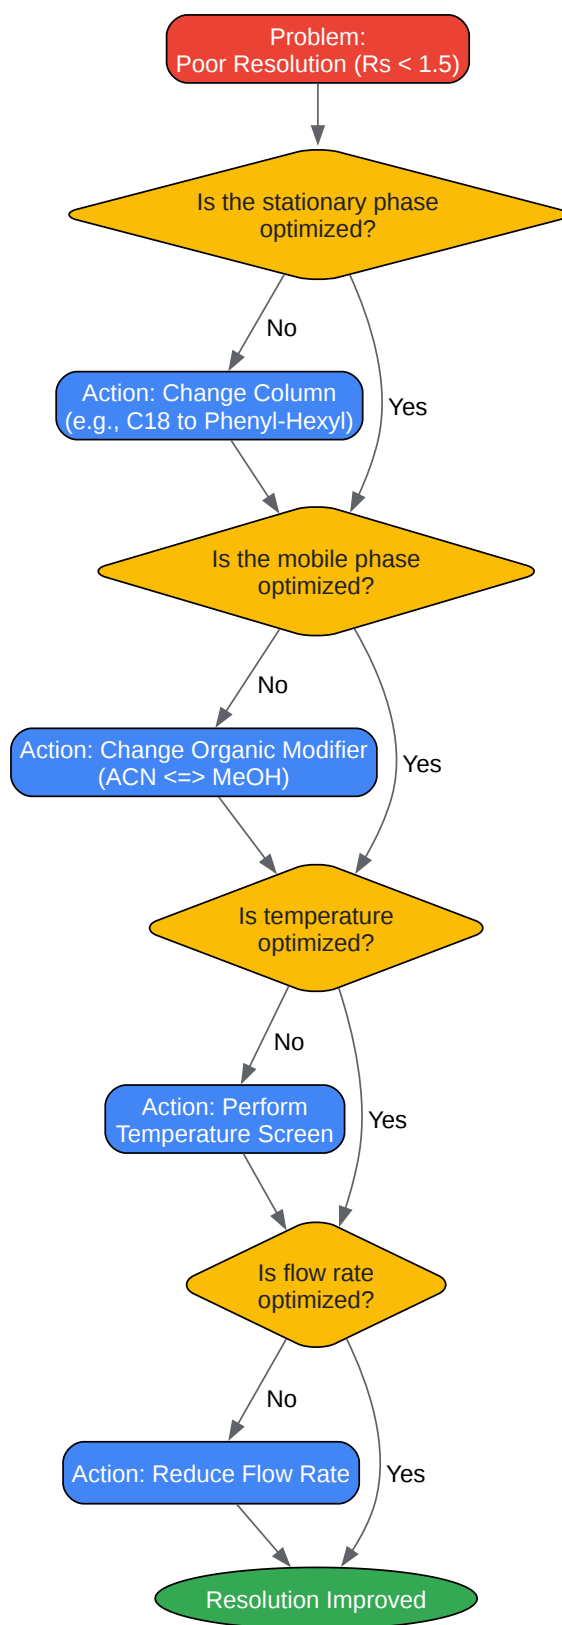 Problem:
Poor Resolution (Rs < 1.5)
Is the stationary phase
optimized?
No
Action: Change Column
(e.g., C18 to Phenyl-Hexyl)
Yes
Is the mobile phase
optimized?
No
Action: Change Organic Modifier
(ACN <=> MeOH)
Yes
Is temperature
optimized?
No
Action: Perform
Temperature Screen
Yes
Is flow rate
optimized?
No
Action: Reduce Flow Rate
Yes
Resolution Improved